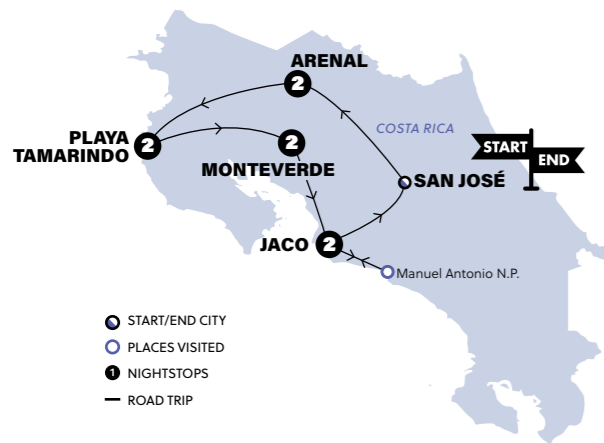 ARENAL
2
COSTA RICA
PLAYA
TAMARINDO
2
2
MONTEVERDE
START
END
SAN JOSÉ
JACO
2
Manuel Antonio N.P.
START/END CITY
PLACES VISITED
1 NIGHTSTOPS
ROAD TRIP